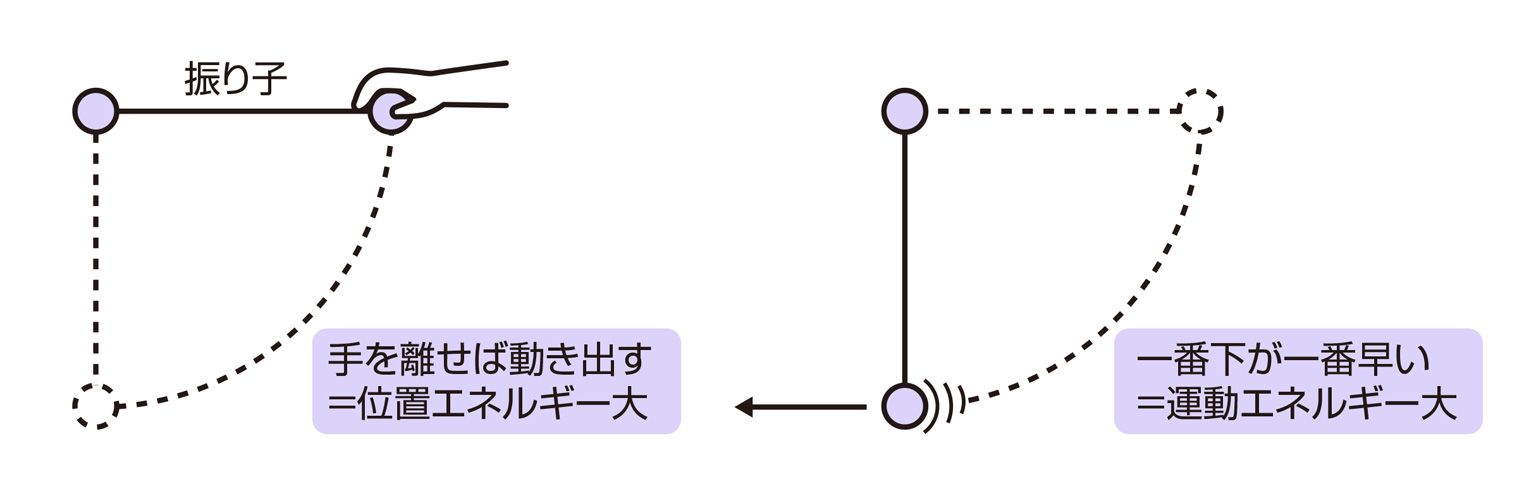 振り子
手を離せば動き出す
=位置エネルギー大
一番下が一番早い
=運動エネルギー大